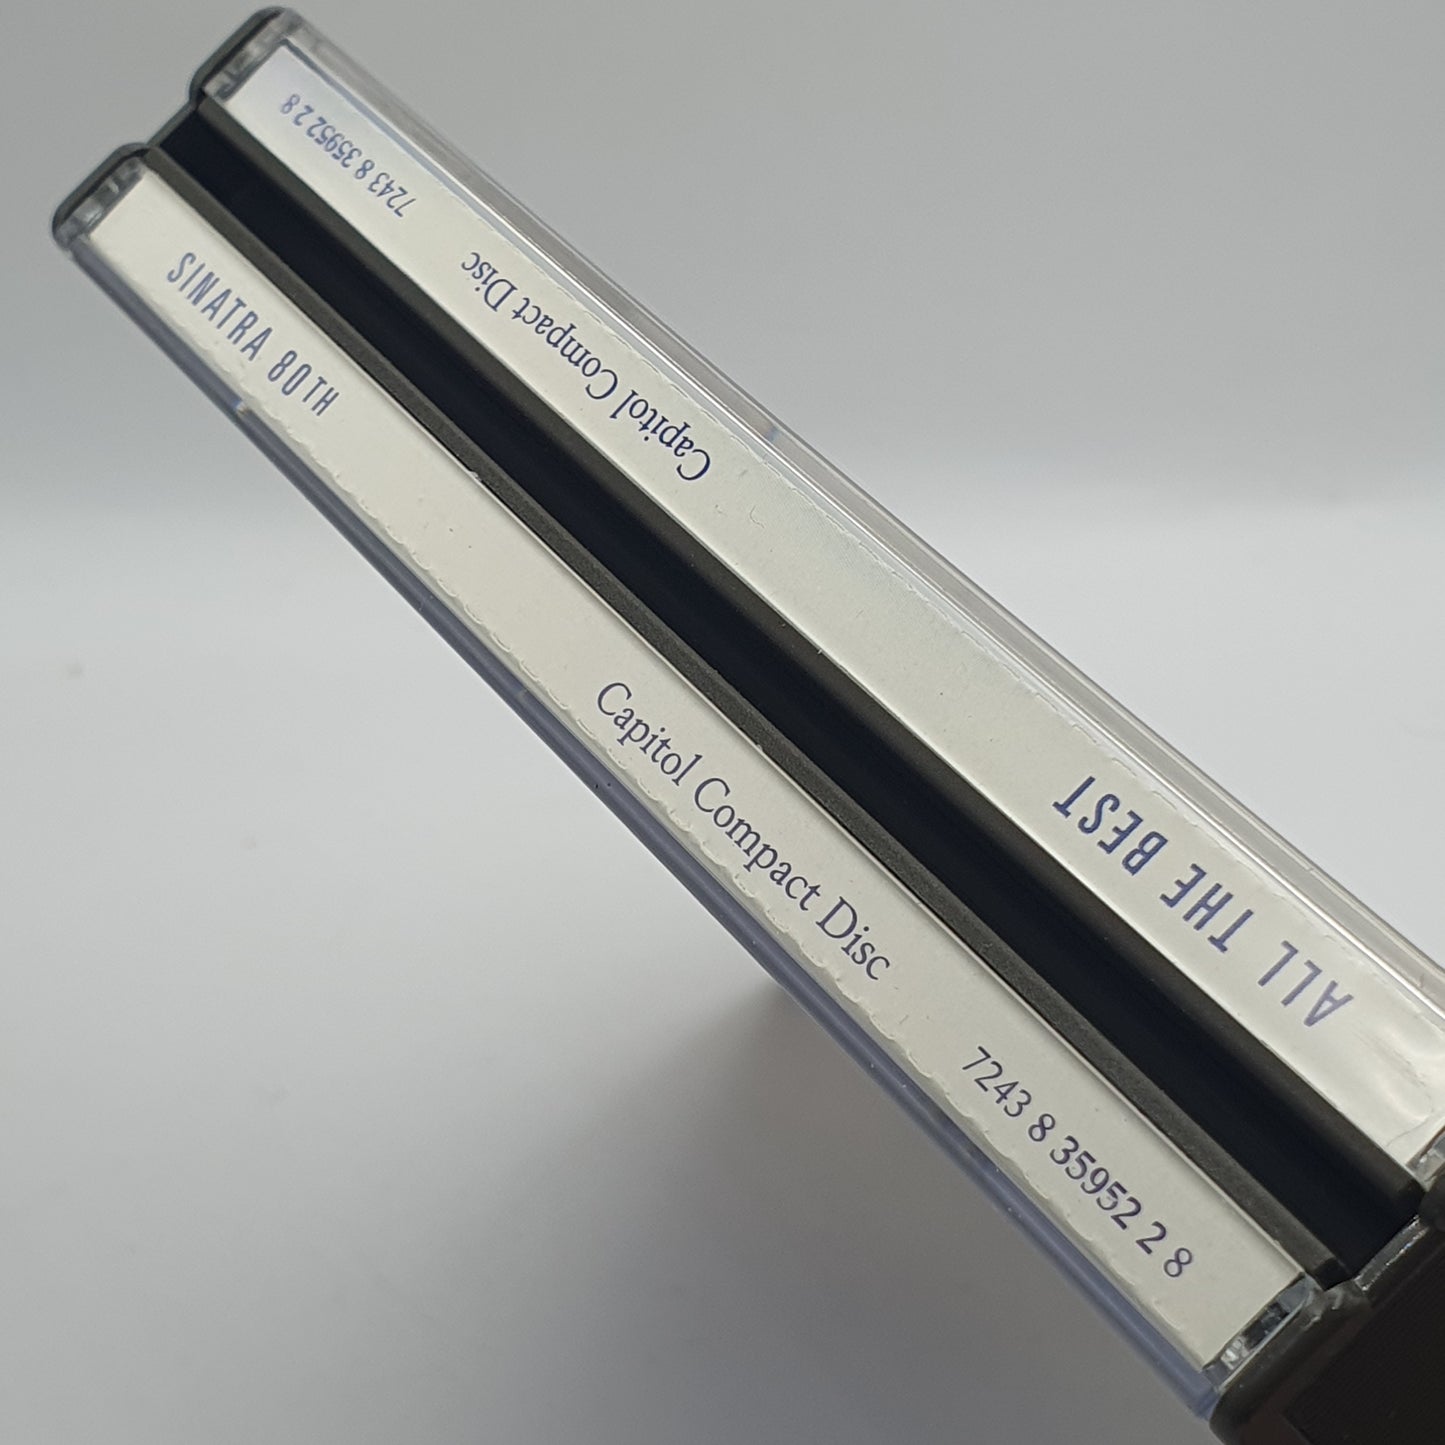 SINATRA 80TH Capitol Compact Disc 7243 8 35952 2 8
ALL THE BEST Capitol Compact Disc 7243 8 35952 2 8